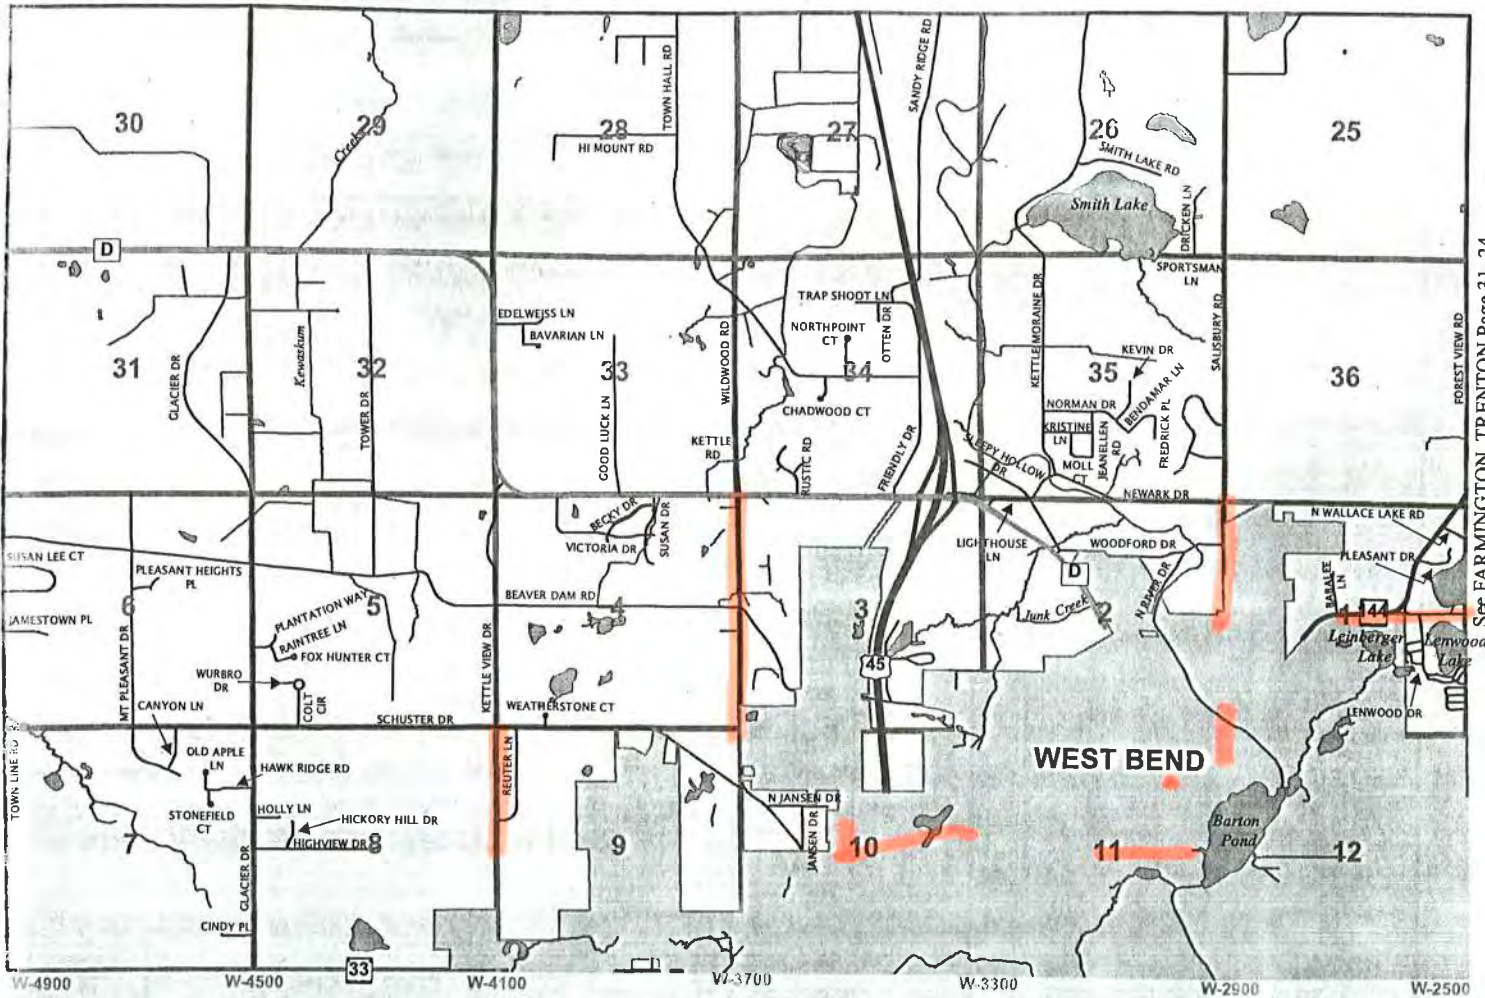 30
29
28
27
26
25
TOWN HALL RD
SANDY RIDGE RD
Creek
HI MOUNT RD
SMITH LAKE RD
Smith Lake
DRICKEN LN
D
SPORTSMAN
LN
EDELWEISS LN
BAVARIAN LN
TRAP SHOOT LN
NORTHPOINT
CT
OTTEN DR
KETTLE MORAINE DR
SALISBURY RD
KEVIN DR
FOREST VIEW RD
31
32
33
34
35
36
GLACIER DR
Kewaskum
TOWER DR
GOOD LUCK LN
WILDWOOD RD
CHADWOOD CT
BENDAMAR LN
NORMAN DR
KRISTINE
LN
JEANELLEN
RD
FREDRICK PL
MOLL
CT
KETTLE
RD
RUSTIC RD
FRIENDLY DR
SLEEPY HOLLOW
DR
NEWARK DR
See FARMINGTON, TRENTON Page 21, 24
N WALLACE LAKE RD
BECKY DR
SUSAN DR
VICTORIA DR
LIGHTHOUSE
LN
WOODFORD DR
PLEASANT DR
SUSAN LEE CT
PLEASANT HEIGHTS
PL
D
N RIVER DR
BARALEE
LN
BEAVER DAM RD
6
5
4
3
2
1
144
JAMESTOWN PL
PLANTATION WAY
RAINTREE LN
FOX HUNTER CT
Junk Creek
Leinberger
Lake
Lenwood
Lake
MT PLEASANT DR
WURBRO
DR
COLT
CIR
KETTLE VIEW DR
45
CANYON LN
SCHUSTER DR
WEATHERSTONE CT
LENWOOD DR
TOWN LINE RD
OLD APPLE
LN
HAWK RIDGE RD
REUTER LN
WEST BEND
STONEFIELD
CT
HOLLY LN
HICKORY HILL DR
HIGHVIEW DR
N JANSEN DR
JANSEN DR
Barton
Pond
7
8
9
10
11
12
GLACIER DR
CINDY PL
33
W-4900
W-4500
W-4100
W-3700
W-3300
W-2900
W-2500